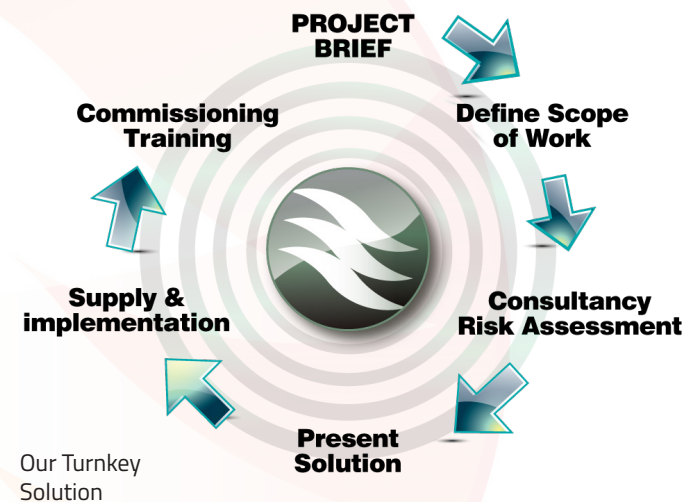 PROJECT
BRIEF
Define Scope
of Work
Consultancy
Risk Assessment
Present
Solution
Supply &
implementation
Commissioning
Training
Our Turnkey
Solution